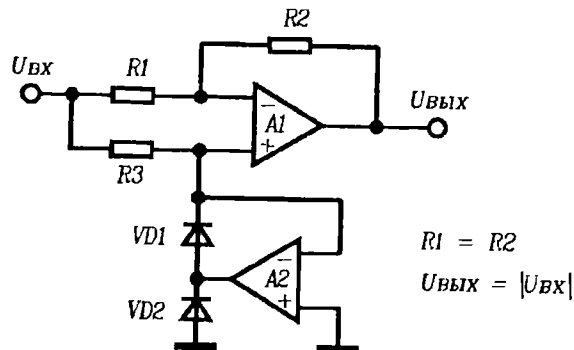 R2
UВХ
R1
UВЫХ
−
A1
+
R3
VD1
−
A2
+
VD2
R1 = R2
UВЫХ = |UВХ|